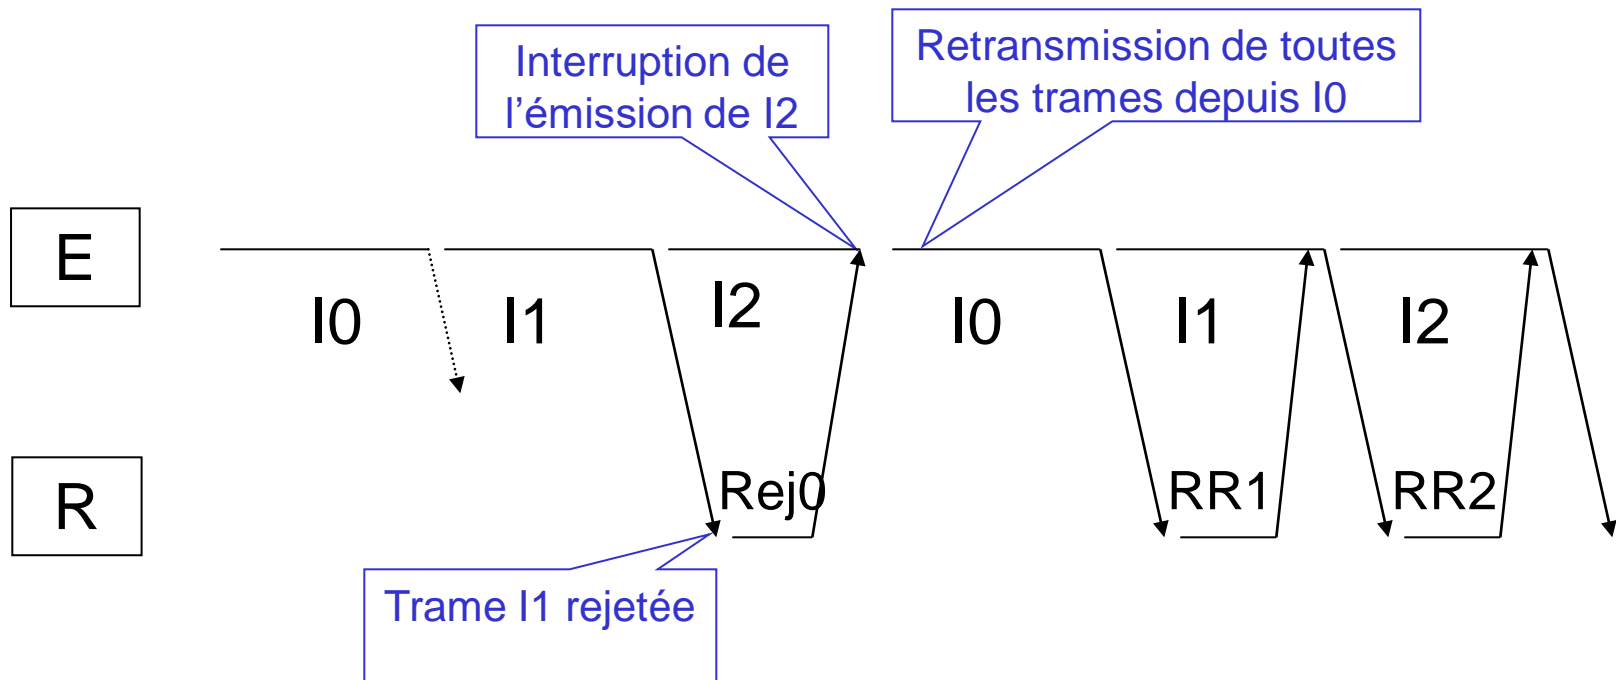 Interruption de
l'émission de I2
Retransmission de toutes
les trames depuis I0
E
I0
I1
I2
I0
I1
I2
R
Rej0
RR1
RR2
Trame I1 rejetée